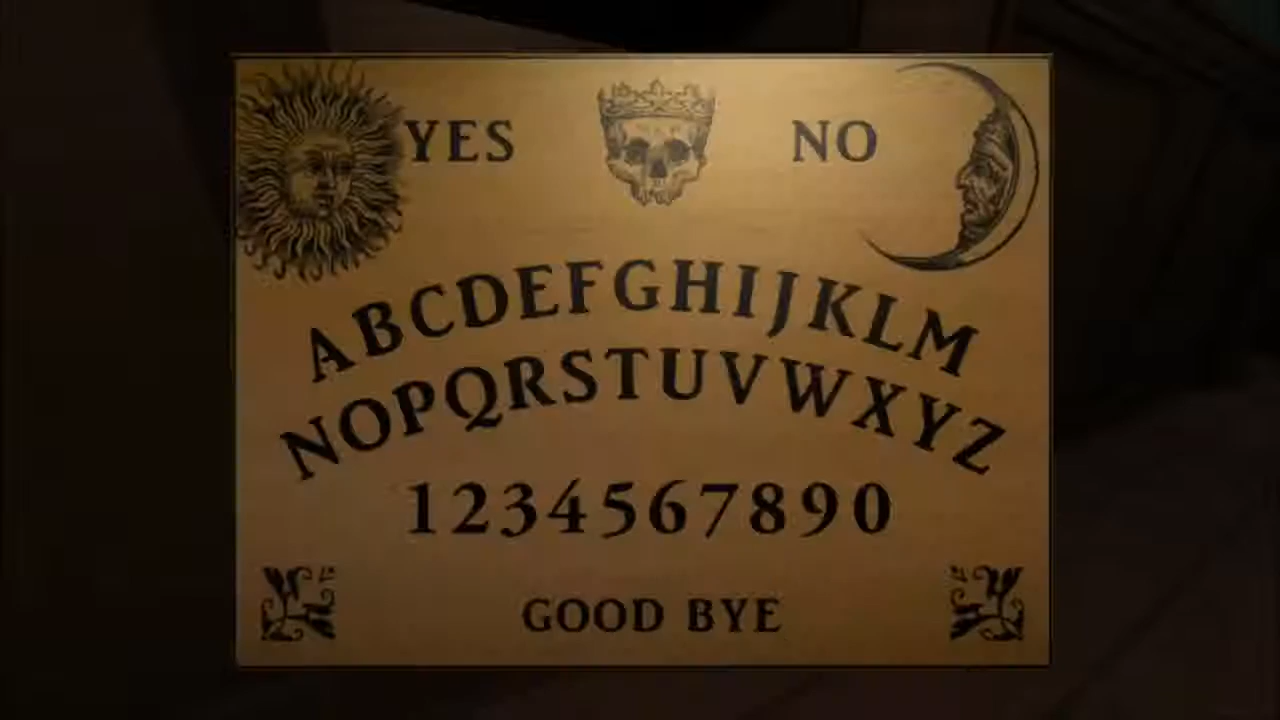 YES NO
ABCDEFGHIJKLM
NOPQRSTUVWXYZ
1234567890
GOOD BYE